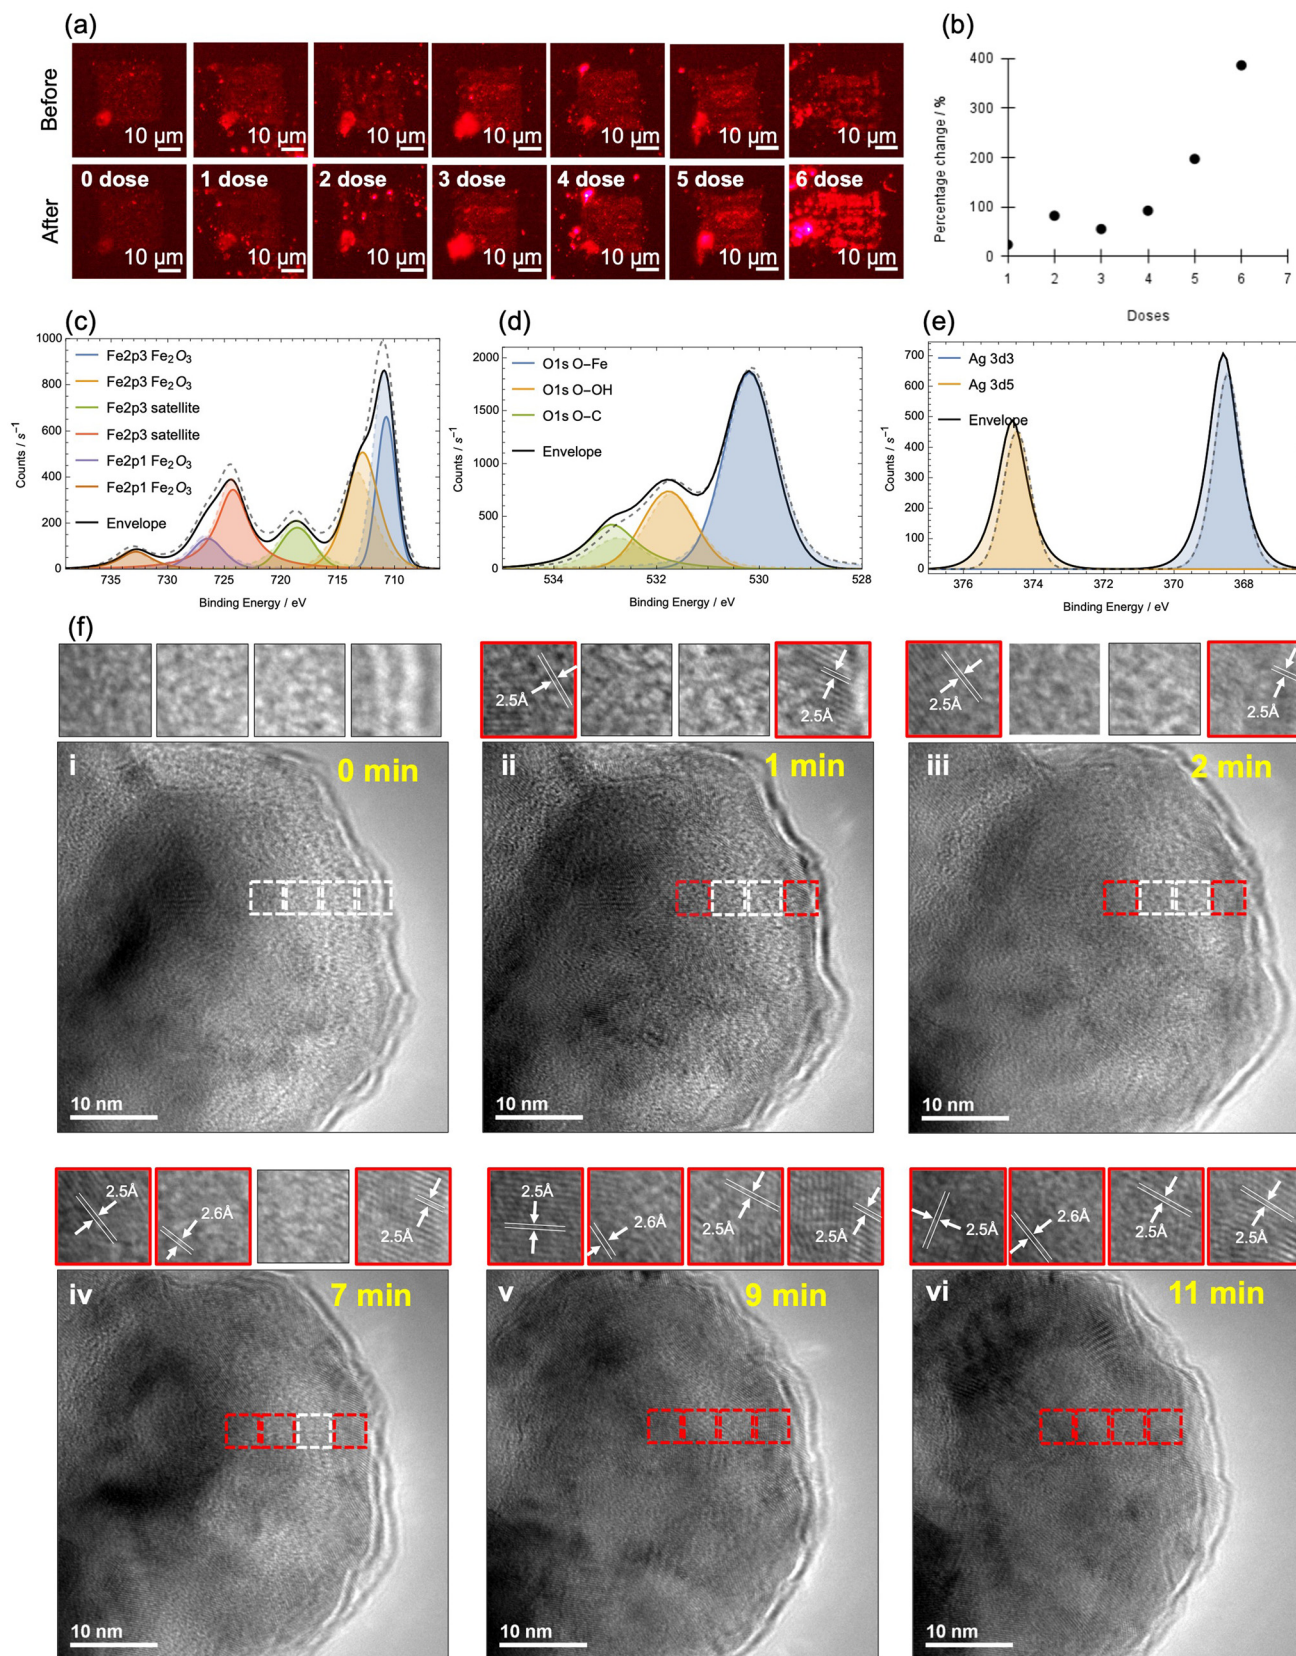 (a)
Before
10 µm 10 µm 10 µm 10 µm 10 µm 10 µm 10 µm
After
0 dose 1 dose 2 dose 3 dose 4 dose 5 dose 6 dose
10 µm 10 µm 10 µm 10 µm 10 µm 10 µm 10 µm
(b)
Percentage change / %
400
300
200
100
0
1 2 3 4 5 6 7
Doses
(c)
Counts / s⁻¹
1000
800
600
400
200
0
Fe2p3 Fe₂O₃
Fe2p3 Fe₂O₃
Fe2p3 satellite
Fe2p3 satellite
Fe2p1 Fe₂O₃
Fe2p1 Fe₂O₃
Envelope
735 730 725 720 715 710
Binding Energy / eV
(d)
Counts / s⁻¹
2000
1500
1000
500
0
O1s O–Fe
O1s O–OH
O1s O–C
Envelope
534 532 530 528
Binding Energy / eV
(e)
Counts / s⁻¹
700
600
500
400
300
200
100
0
Ag 3d3
Ag 3d5
Envelope
376 374 372 370 368
Binding Energy / eV
(f)
2.5Å 2.5Å 2.5Å 2.5Å
i 0 min
10 nm
ii 1 min
10 nm
iii 2 min
10 nm
2.5Å 2.6Å 2.5Å
2.5Å 2.6Å 2.5Å 2.5Å
2.5Å 2.6Å 2.5Å 2.5Å
iv 7 min
10 nm
v 9 min
10 nm
vi 11 min
10 nm